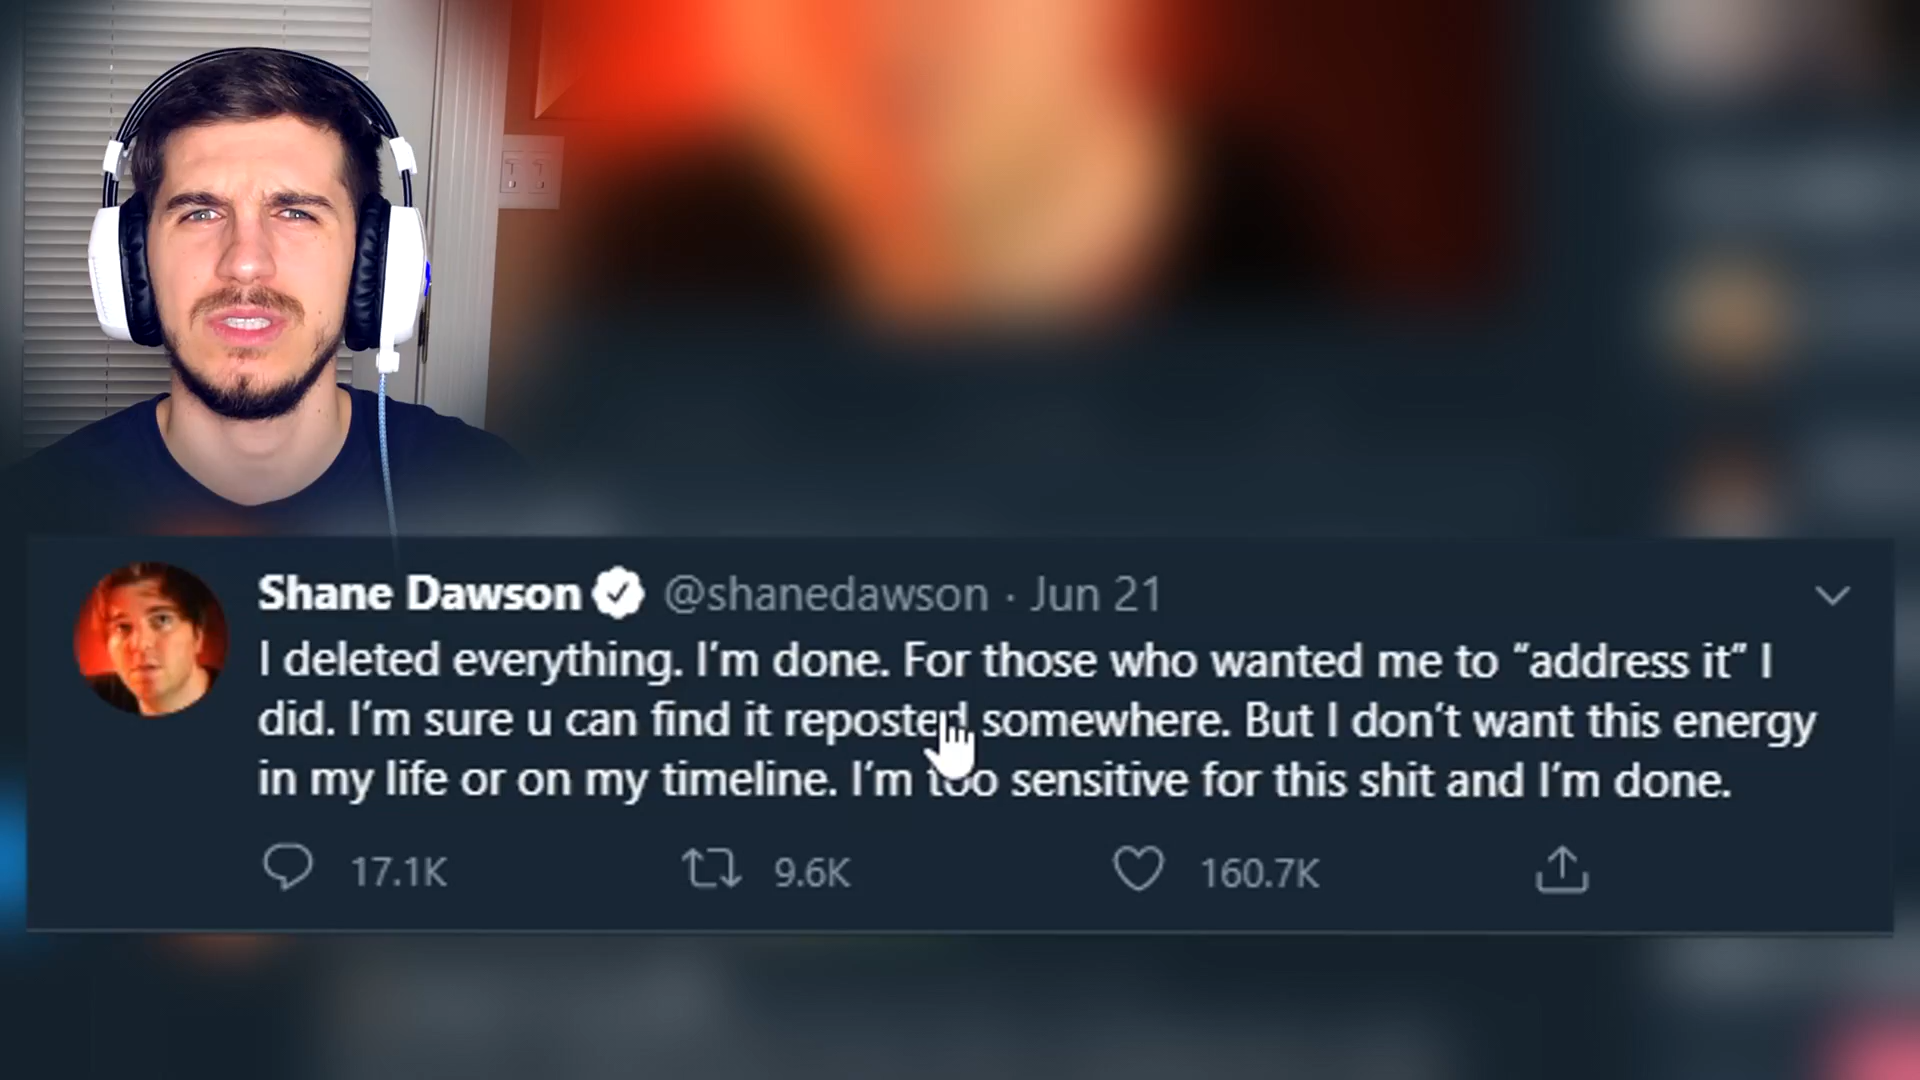 Shane Dawson @shanedawson · Jun 21
I deleted everything. I’m done. For those who wanted me to “address it” I
did. I’m sure u can find it reposted somewhere. But I don’t want this energy
in my life or on my timeline. I’m too sensitive for this shit and I’m done.
17.1K 9.6K 160.7K